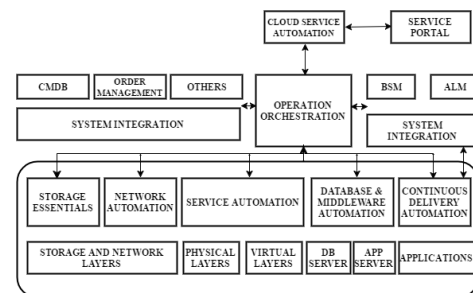 CLOUD SERVICE
AUTOMATION
SERVICE
PORTAL
CMDB
ORDER
MANAGEMENT
OTHERS
OPERATION
ORCHESTRATION
BSM
ALM
SYSTEM INTEGRATION
SYSTEM
INTEGRATION
STORAGE
ESSENTIALS
NETWORK
AUTOMATION
SERVICE AUTOMATION
DATABASE &
MIDDLEWARE
AUTOMATION
CONTINUOUS
DELIVERY
AUTOMATION
STORAGE AND NETWORK
LAYERS
PHYSICAL
LAYERS
VIRTUAL
LAYERS
DB
SERVER
APP
SERVER
APPLICATIONS